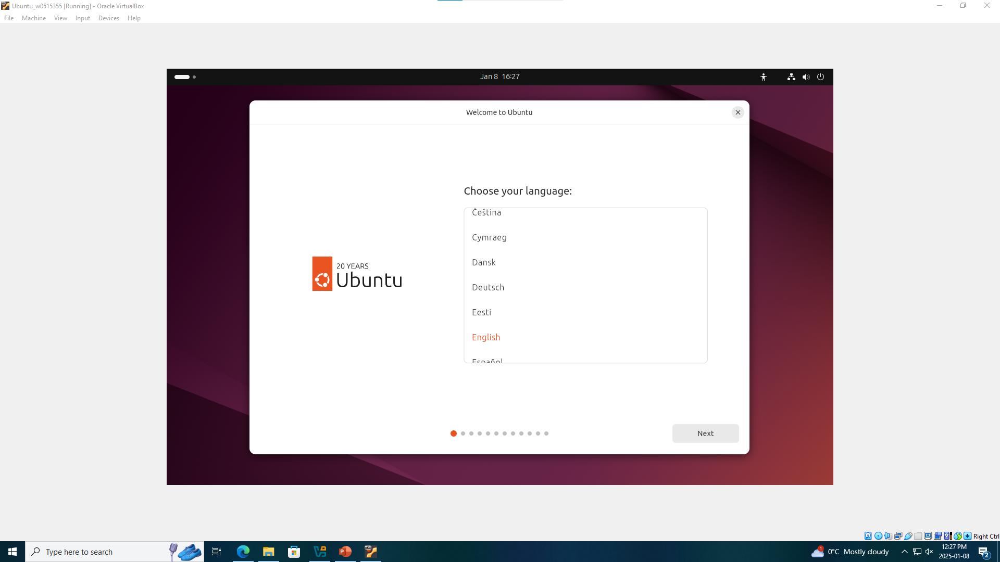 Ubuntu_w0515355 [Running] - Oracle VirtualBox
File Machine View Input Devices Help
Jan 8 16:27
Welcome to Ubuntu
Choose your language:
Čeština
Cymraeg
Dansk
Deutsch
Eesti
English
Español
20 YEARS
Ubuntu
Next
Right Ctrl
Type here to search
1
0°C Mostly cloudy
12:27 PM
2025-01-08
2